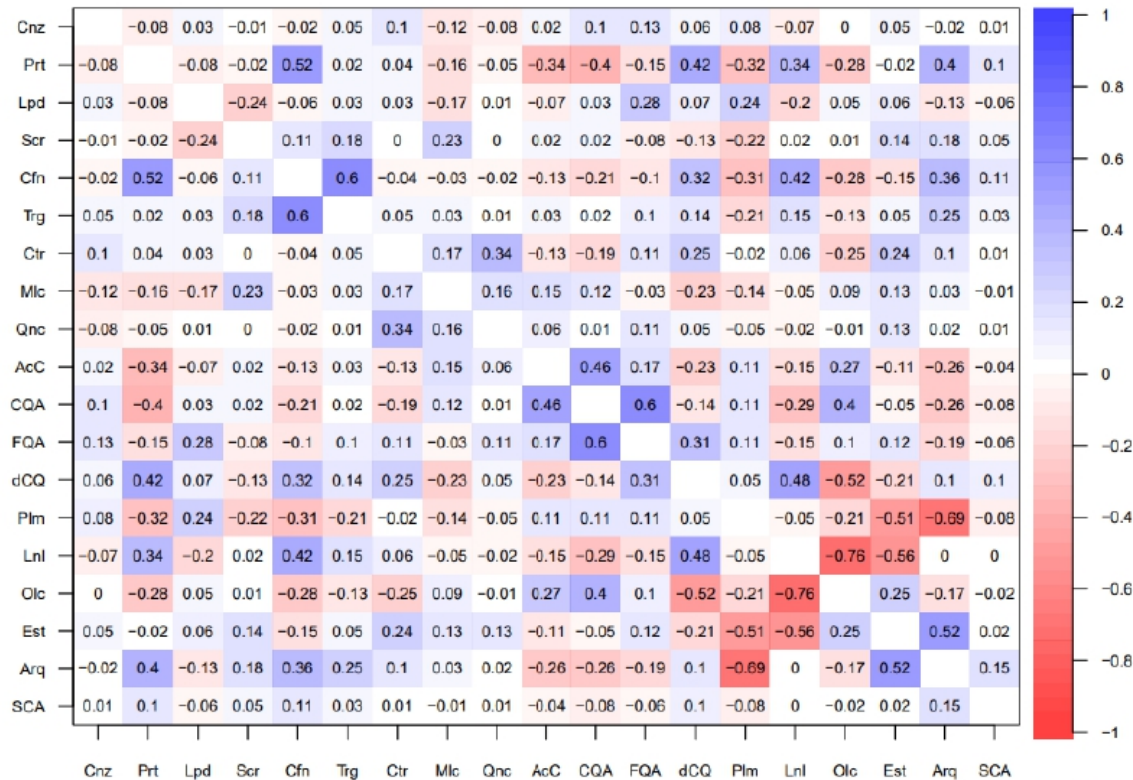 Cnz -0.08 0.03 -0.01 -0.02 0.05 0.1 -0.12 -0.08 0.02 0.1 0.13 0.06 0.08 -0.07 0 0.05 -0.02 0.01
Prt -0.08 -0.08 -0.02 0.52 0.02 0.04 -0.16 -0.05 -0.34 -0.4 -0.15 0.42 -0.32 0.34 -0.28 -0.02 0.4 0.1
Lpd 0.03 -0.08 -0.24 -0.06 0.03 0.03 -0.17 0.01 -0.07 0.03 0.28 0.07 0.24 -0.2 0.05 0.06 -0.13 -0.06
Scr -0.01 -0.02 -0.24 0.11 0.18 0 0.23 0 0.02 0.02 -0.08 -0.13 -0.22 0.02 0.01 0.14 0.18 0.05
Cfn -0.02 0.52 -0.06 0.11 0.6 -0.04 -0.03 -0.02 -0.13 -0.21 -0.1 0.32 -0.31 0.42 -0.28 -0.15 0.36 0.11
Trg 0.05 0.02 0.03 0.18 0.6 0.05 0.03 0.01 0.03 0.02 0.1 0.14 -0.21 0.15 -0.13 0.05 0.25 0.03
Ctr 0.1 0.04 0.03 0 -0.04 0.05 0.17 0.34 -0.13 -0.19 0.11 0.25 -0.02 0.06 -0.25 0.24 0.1 0.01
Mlc -0.12 -0.16 -0.17 0.23 -0.03 0.03 0.17 0.16 0.15 0.12 -0.03 -0.23 -0.14 -0.05 0.09 0.13 0.03 -0.01
Qnc -0.08 -0.05 0.01 0 -0.02 0.01 0.34 0.16 0.06 0.01 0.11 0.05 -0.05 -0.02 -0.01 0.13 0.02 0.01
AcC 0.02 -0.34 -0.07 0.02 -0.13 0.03 -0.13 0.15 0.06 0.46 0.17 -0.23 0.11 -0.15 0.27 -0.11 -0.26 -0.04
CQA 0.1 -0.4 0.03 0.02 -0.21 0.02 -0.19 0.12 0.01 0.46 0.6 -0.14 0.11 -0.29 0.4 -0.05 -0.26 -0.08
FQA 0.13 -0.15 0.28 -0.08 -0.1 0.1 0.11 -0.03 0.11 0.17 0.6 0.31 0.11 -0.15 0.1 0.12 -0.19 -0.06
dCQ 0.06 0.42 0.07 -0.13 0.32 0.14 0.25 -0.23 0.05 -0.23 -0.14 0.31 0.05 0.48 -0.52 -0.21 0.1 0.1
Plm 0.08 -0.32 0.24 -0.22 -0.31 -0.21 -0.02 -0.14 -0.05 0.11 0.11 0.11 0.05 -0.05 -0.21 -0.51 -0.69 -0.08
Lnl -0.07 0.34 -0.2 0.02 0.42 0.15 0.06 -0.05 -0.02 -0.15 -0.29 -0.15 0.48 -0.05 -0.76 -0.56 0 0
Olc 0 -0.28 0.05 0.01 -0.28 -0.13 -0.25 0.09 -0.01 0.27 0.4 0.1 -0.52 -0.21 -0.76 0.25 -0.17 -0.02
Est 0.05 -0.02 0.06 0.14 -0.15 0.05 0.24 0.13 0.13 -0.11 -0.05 0.12 -0.21 -0.51 -0.56 0.25 0.52 0.02
Arq -0.02 0.4 -0.13 0.18 0.36 0.25 0.1 0.03 0.02 -0.26 -0.26 -0.19 0.1 -0.69 0 -0.17 0.52 0.15
SCA 0.01 0.1 -0.06 0.05 0.11 0.03 0.01 -0.01 0.01 -0.04 -0.08 -0.06 0.1 -0.08 0 -0.02 0.02 0.15
Cnz Prt Lpd Scr Cfn Trg Ctr Mlc Qnc AcC CQA FQA dCQ Plm Lnl Olc Est Arq SCA
1
0.8
0.6
0.4
0.2
0
-0.2
-0.4
-0.6
-0.8
-1